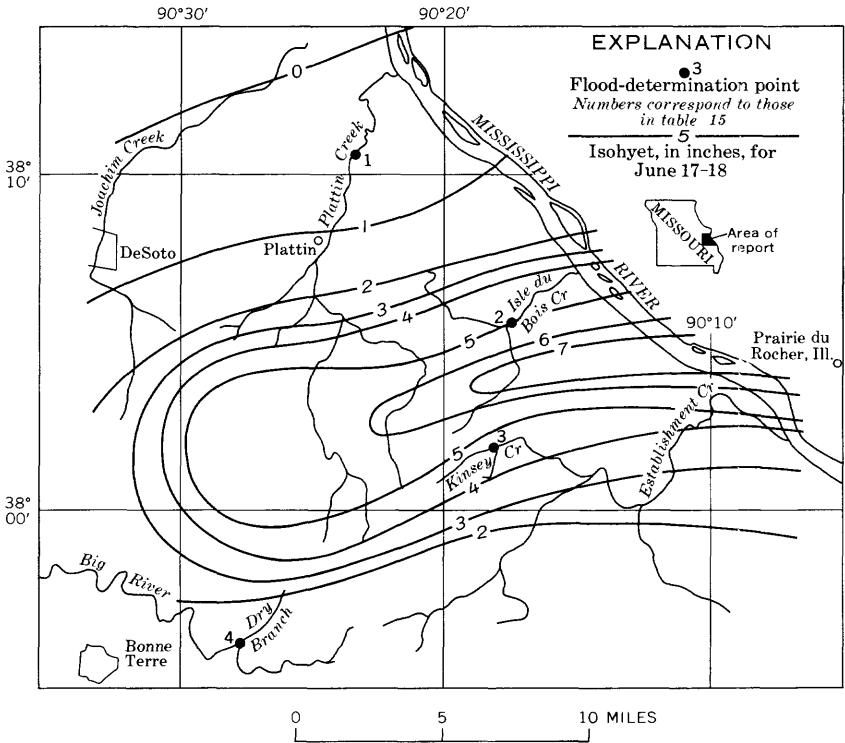 90°30′
90°20′
EXPLANATION
3
Flood-determination point
Numbers correspond to those
in table 15
5
Isohyet, in inches, for
June 17-18
MISSOURI
Area of
report
0
Joachim Creek
Plattin Creek
1
MISSISSIPPI
RIVER
38°
10′
DeSoto
Plattin
1
2
3
4
Isle du
Bois Cr
2
5
6
7
90°10′
Prairie du
Rocher, Ill.
Establishment Cr
5
3
Kinsey Cr
4
3
2
38°
00′
Big River
Dry
Branch
4
Bonne
Terre
0 5 10 MILES